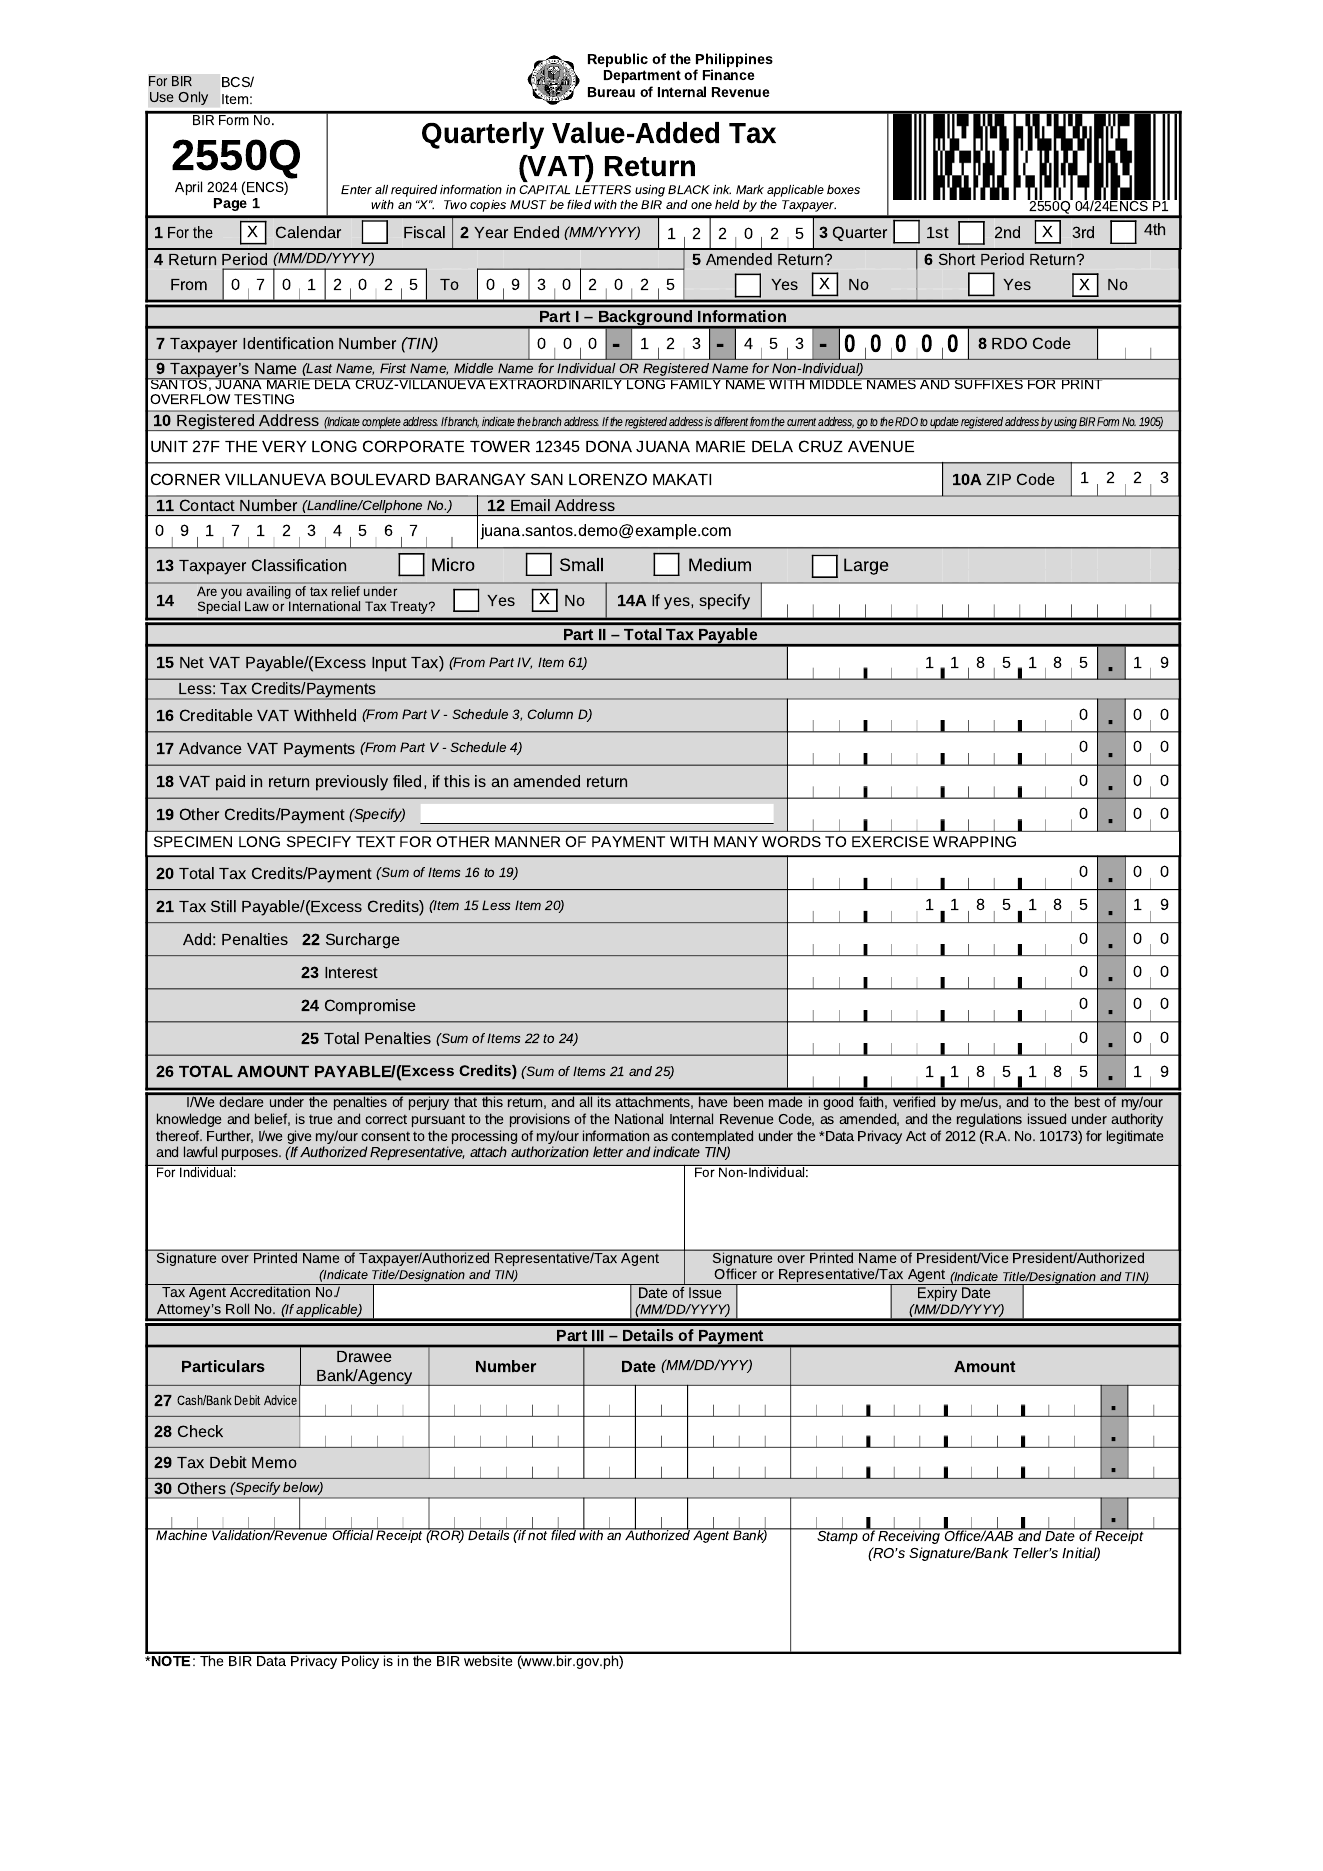 Republic of the Philippines
Department of Finance
Bureau of Internal Revenue
For BIR Use Only
BCS/ Item:
BIR Form No.
2550Q
April 2024 (ENCS)
Page 1
Quarterly Value-Added Tax
(VAT) Return
Enter all required information in CAPITAL LETTERS using BLACK ink. Mark applicable boxes
with an “X”. Two copies MUST be filed with the BIR and one held by the Taxpayer.
2550Q 04/24ENCS P1
1 For the X Calendar Fiscal 2 Year Ended (MM/YYYY) 1 2 2 0 2 5 3 Quarter 1st 2nd X 3rd 4th
4 Return Period (MM/DD/YYYY) 5 Amended Return? 6 Short Period Return?
From 0 7 0 1 2 0 2 5 To 0 9 3 0 2 0 2 5 Yes X No Yes X No
Part I – Background Information
7 Taxpayer Identification Number (TIN) 0 0 0 - 1 2 3 - 4 5 3 - 0 0 0 0 0 8 RDO Code
9 Taxpayer’s Name (Last Name, First Name, Middle Name for Individual OR Registered Name for Non-Individual)
SANTOS, JUANA MARIE DELA CRUZ-VILLANUEVA EXTRAORDINARILY LONG FAMILY NAME WITH MIDDLE NAMES AND SUFFIXES FOR PRINT
OVERFLOW TESTING
10 Registered Address (Indicate complete address. If branch, indicate the branch address. If the registered address is different from the current address, go to the RDO to update registered address by using BIR Form No. 1905)
UNIT 27F THE VERY LONG CORPORATE TOWER 12345 DONA JUANA MARIE DELA CRUZ AVENUE
CORNER VILLANUEVA BOULEVARD BARANGAY SAN LORENZO MAKATI 10A ZIP Code 1 2 2 3
11 Contact Number (Landline/Cellphone No.) 12 Email Address
0 9 1 7 1 2 3 4 5 6 7 juana.santos.demo@example.com
13 Taxpayer Classification Micro Small Medium Large
14 Are you availing of tax relief under
Special Law or International Tax Treaty? Yes X No 14A If yes, specify
Part II – Total Tax Payable
15 Net VAT Payable/(Excess Input Tax) (From Part IV, Item 61) 1 1 8 5 1 8 5 . 1 9
Less: Tax Credits/Payments
16 Creditable VAT Withheld (From Part V - Schedule 3, Column D) 0 . 0 0
17 Advance VAT Payments (From Part V - Schedule 4) 0 . 0 0
18 VAT paid in return previously filed, if this is an amended return 0 . 0 0
19 Other Credits/Payment (Specify) 0 . 0 0
SPECIMEN LONG SPECIFY TEXT FOR OTHER MANNER OF PAYMENT WITH MANY WORDS TO EXERCISE WRAPPING
20 Total Tax Credits/Payment (Sum of Items 16 to 19) 0 . 0 0
21 Tax Still Payable/(Excess Credits) (Item 15 Less Item 20) 1 1 8 5 1 8 5 . 1 9
Add: Penalties 22 Surcharge 0 . 0 0
23 Interest 0 . 0 0
24 Compromise 0 . 0 0
25 Total Penalties (Sum of Items 22 to 24) 0 . 0 0
26 TOTAL AMOUNT PAYABLE/(Excess Credits) (Sum of Items 21 and 25) 1 1 8 5 1 8 5 . 1 9
I/We declare under the penalties of perjury that this return, and all its attachments, have been made in good faith, verified by me/us, and to the best of my/our
knowledge and belief, is true and correct pursuant to the provisions of the National Internal Revenue Code, as amended, and the regulations issued under authority
thereof. Further, I/we give my/our consent to the processing of my/our information as contemplated under the *Data Privacy Act of 2012 (R.A. No. 10173) for legitimate
and lawful purposes. (If Authorized Representative, attach authorization letter and indicate TIN)
For Individual: For Non-Individual:
Signature over Printed Name of Taxpayer/Authorized Representative/Tax Agent
(Indicate Title/Designation and TIN)
Signature over Printed Name of President/Vice President/Authorized
Officer or Representative/Tax Agent (Indicate Title/Designation and TIN)
Tax Agent Accreditation No./
Attorney’s Roll No. (If applicable)
Date of Issue
(MM/DD/YYYY)
Expiry Date
(MM/DD/YYYY)
Part III – Details of Payment
Particulars Drawee Bank/Agency Number Date (MM/DD/YYY) Amount
27 Cash/Bank Debit Advice .
28 Check .
29 Tax Debit Memo .
30 Others (Specify below)
.
Machine Validation/Revenue Official Receipt (ROR) Details (if not filed with an Authorized Agent Bank)
Stamp of Receiving Office/AAB and Date of Receipt
(RO’s Signature/Bank Teller’s Initial)
*NOTE: The BIR Data Privacy Policy is in the BIR website (www.bir.gov.ph)